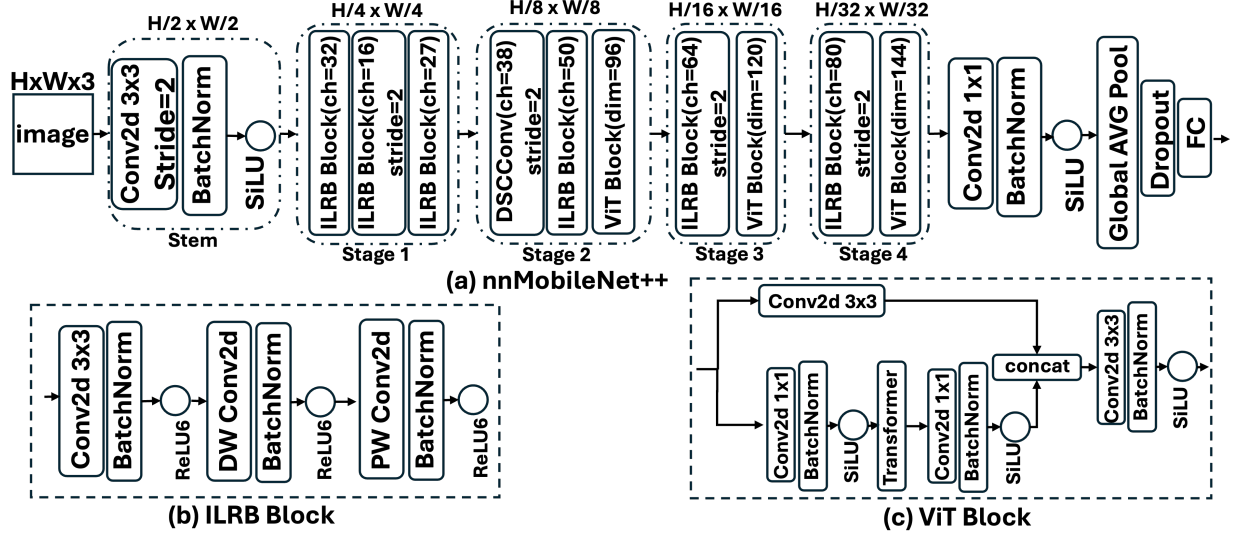 H/2 x W/2
H/4 x W/4
H/8 x W/8
H/16 x W/16
H/32 x W/32
HxWx3
image
Conv2d 3x3
Stride=2
BatchNorm
SiLU
Stem
ILRB Block(ch=32)
ILRB Block(ch=16)
stride=2
ILRB Block(ch=27)
Stage 1
DSCConv(ch=38)
stride=2
ILRB Block(ch=50)
ViT Block(dim=96)
Stage 2
ILRB Block(ch=64)
stride=2
ViT Block(dim=120)
Stage 3
ILRB Block(ch=80)
stride=2
ViT Block(dim=144)
Stage 4
Conv2d 1x1
BatchNorm
SiLU
Global AVG Pool
Dropout
FC
(a) nnMobileNet++
Conv2d 3x3
BatchNorm
ReLU6
DW Conv2d
BatchNorm
ReLU6
PW Conv2d
BatchNorm
ReLU6
(b) ILRB Block
Conv2d 3x3
Conv2d 1x1
BatchNorm
SiLU
Transformer
Conv2d 1x1
BatchNorm
SiLU
concat
Conv2d 3x3
BatchNorm
SiLU
(c) ViT Block